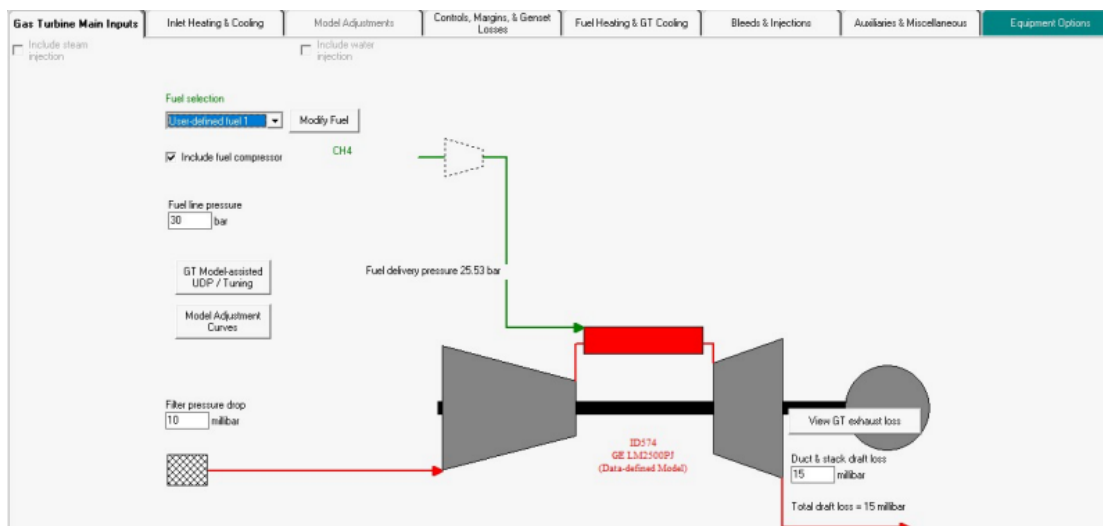 Gas Turbine Main Inputs
Inlet Heating & Cooling
Model Adjustments
Controls, Margins, & Genset
Losses
Fuel Heating & GT Cooling
Bleeds & Injections
Auxiliaries & Miscellaneous
Equipment Options
Include steam
injection
Include water
injection
Fuel selection
User-defined fuel 1
Modify Fuel
Include fuel compressor
CH4
Fuel line pressure
30 bar
GT Model-assisted
UDP / Tuning
Fuel delivery pressure 25.53 bar
Model Adjustment
Curves
Filter pressure drop
10 millibar
View GT exhaust loss
ID574
GE LM2500PJ
(Data-defined Model)
Duct & stack draft loss
15 millibar
Total draft loss = 15 millibar